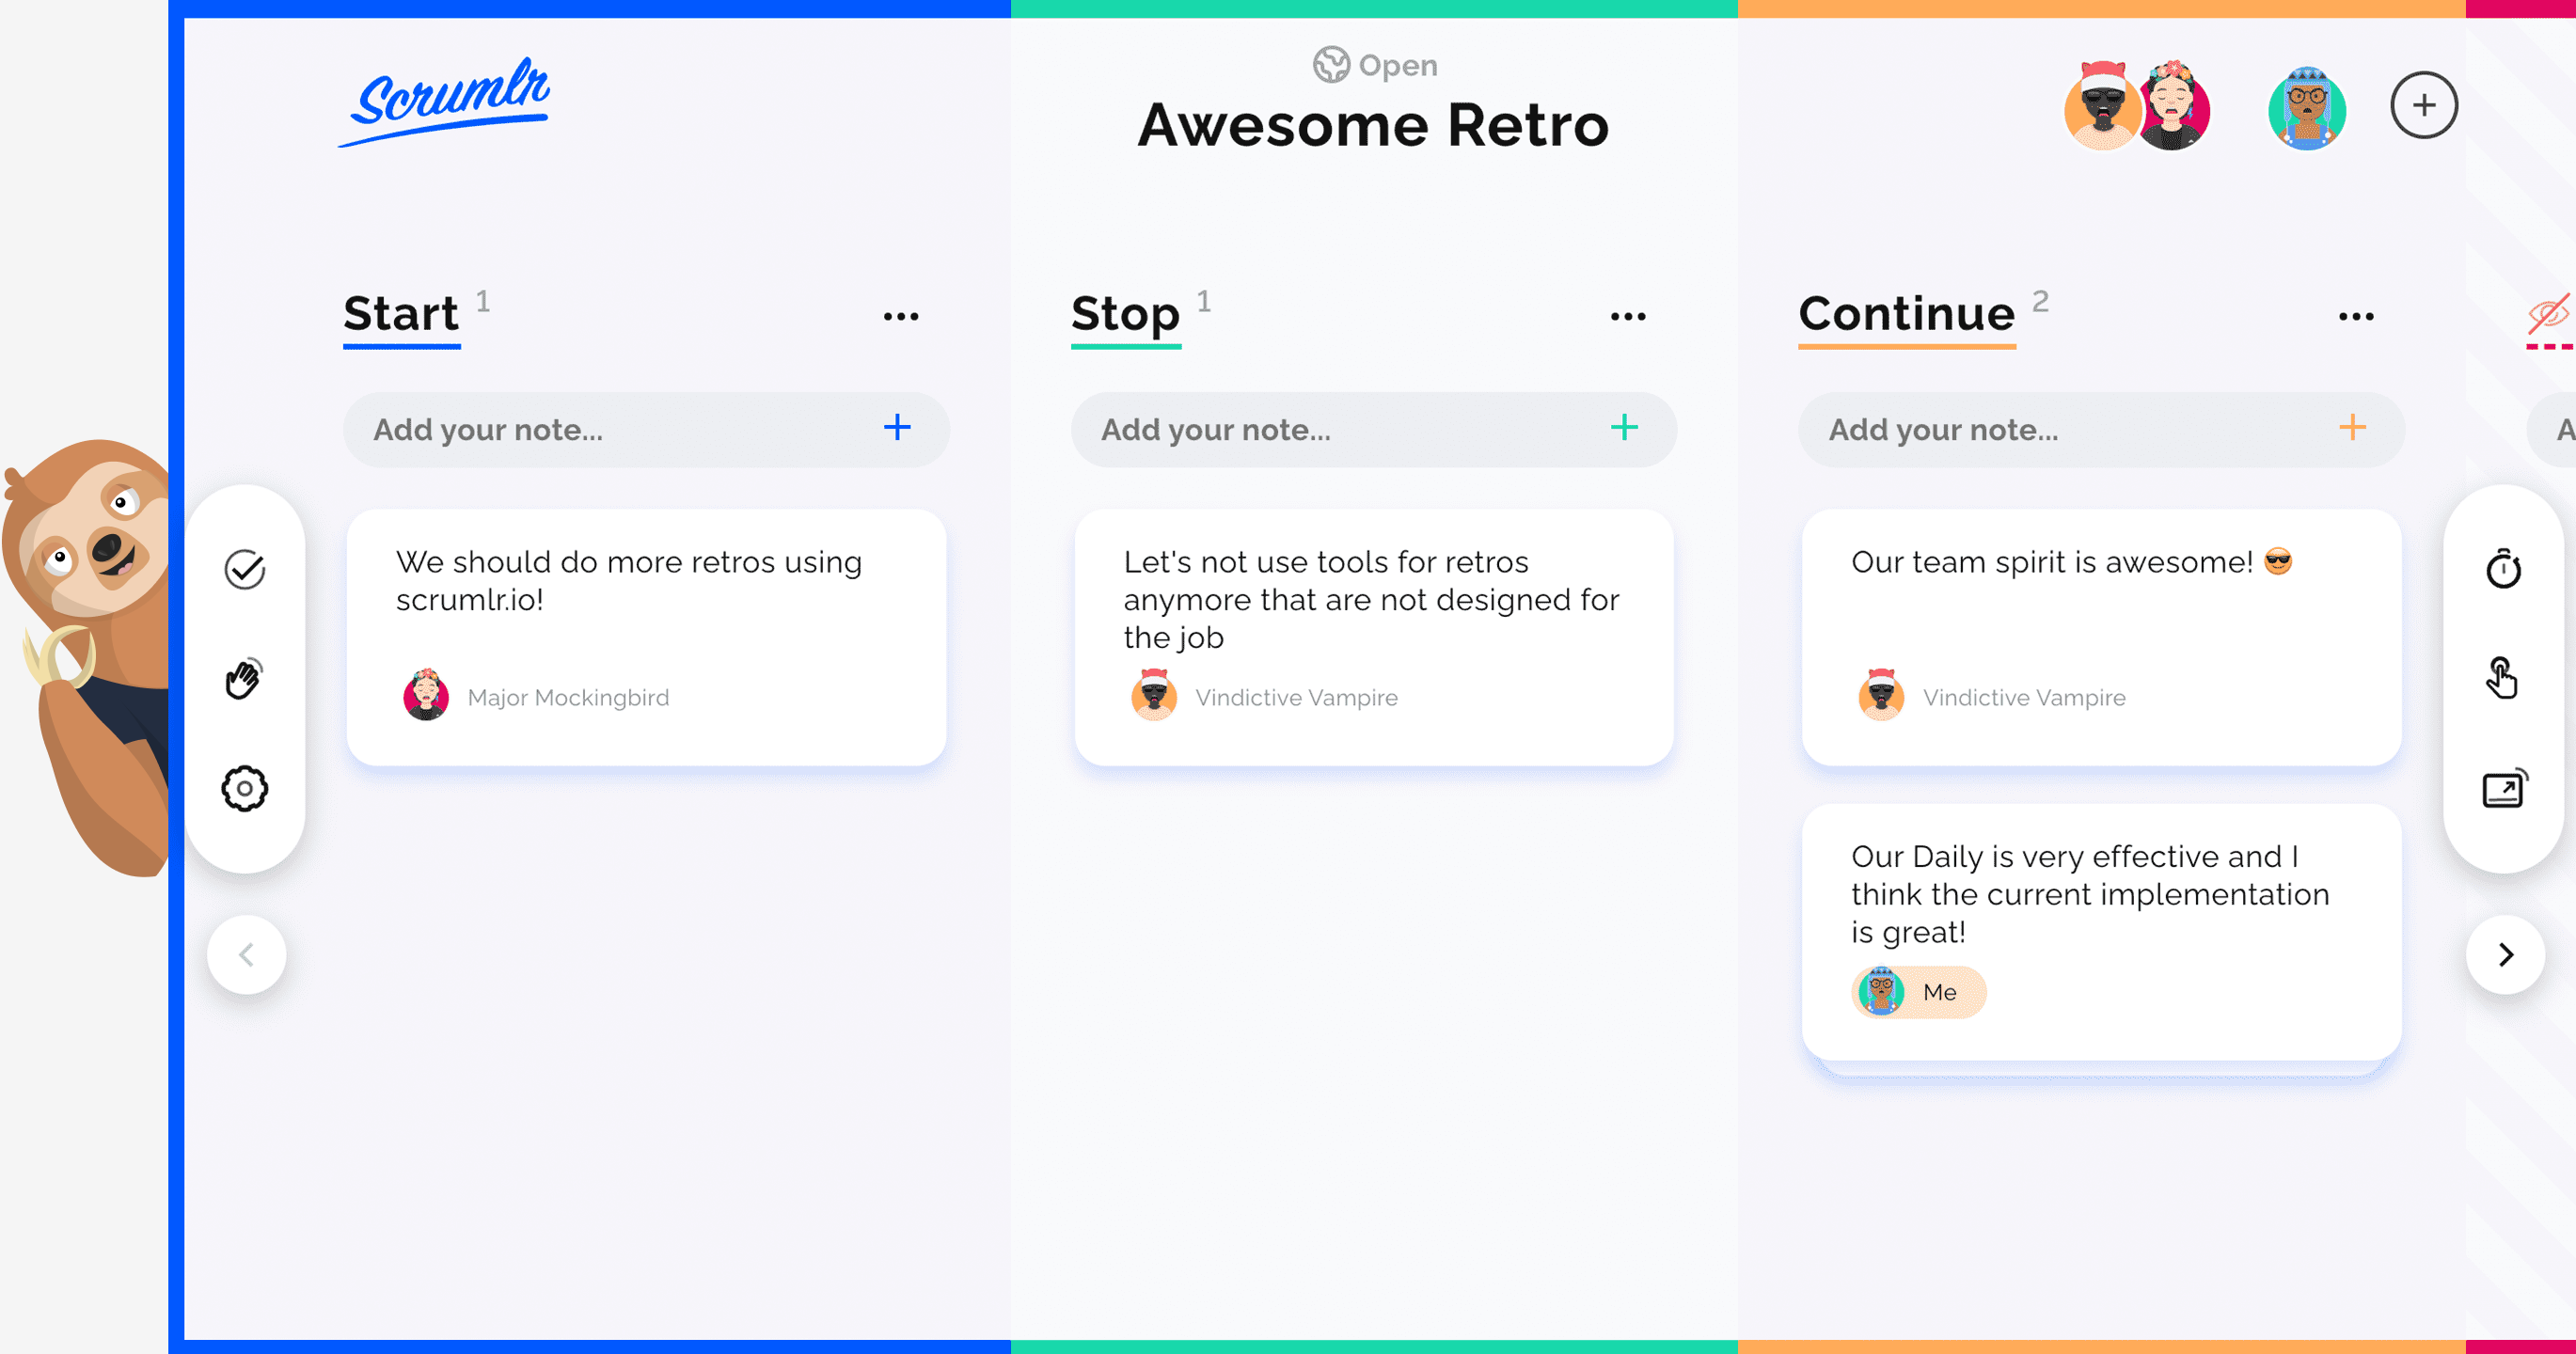 Scrumlr
Open
Awesome Retro
Start 1
Add your note...
We should do more retros using
scrumlr.io!
Major Mockingbird
Stop 1
Add your note...
Let's not use tools for retros
anymore that are not designed for
the job
Vindictive Vampire
Continue 2
Add your note...
Our team spirit is awesome! 😎
Vindictive Vampire
Our Daily is very effective and I
think the current implementation
is great!
Me
A